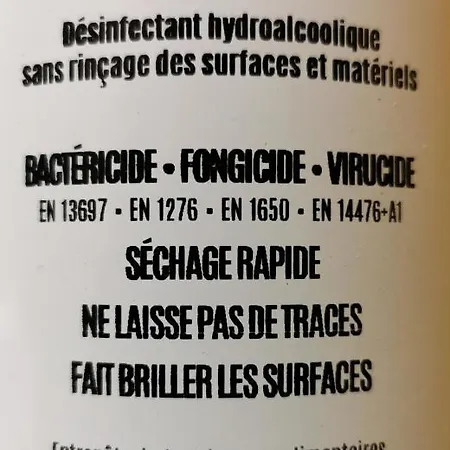 Désinfectant hydroalcoolique
sans rinçage des surfaces et matériels
BACTÉRICIDE • FONGICIDE • VIRUCIDE
EN 13697 • EN 1276 • EN 1650 • EN 14476+A1
SÉCHAGE RAPIDE
NE LAISSE PAS DE TRACES
FAIT BRILLER LES SURFACES